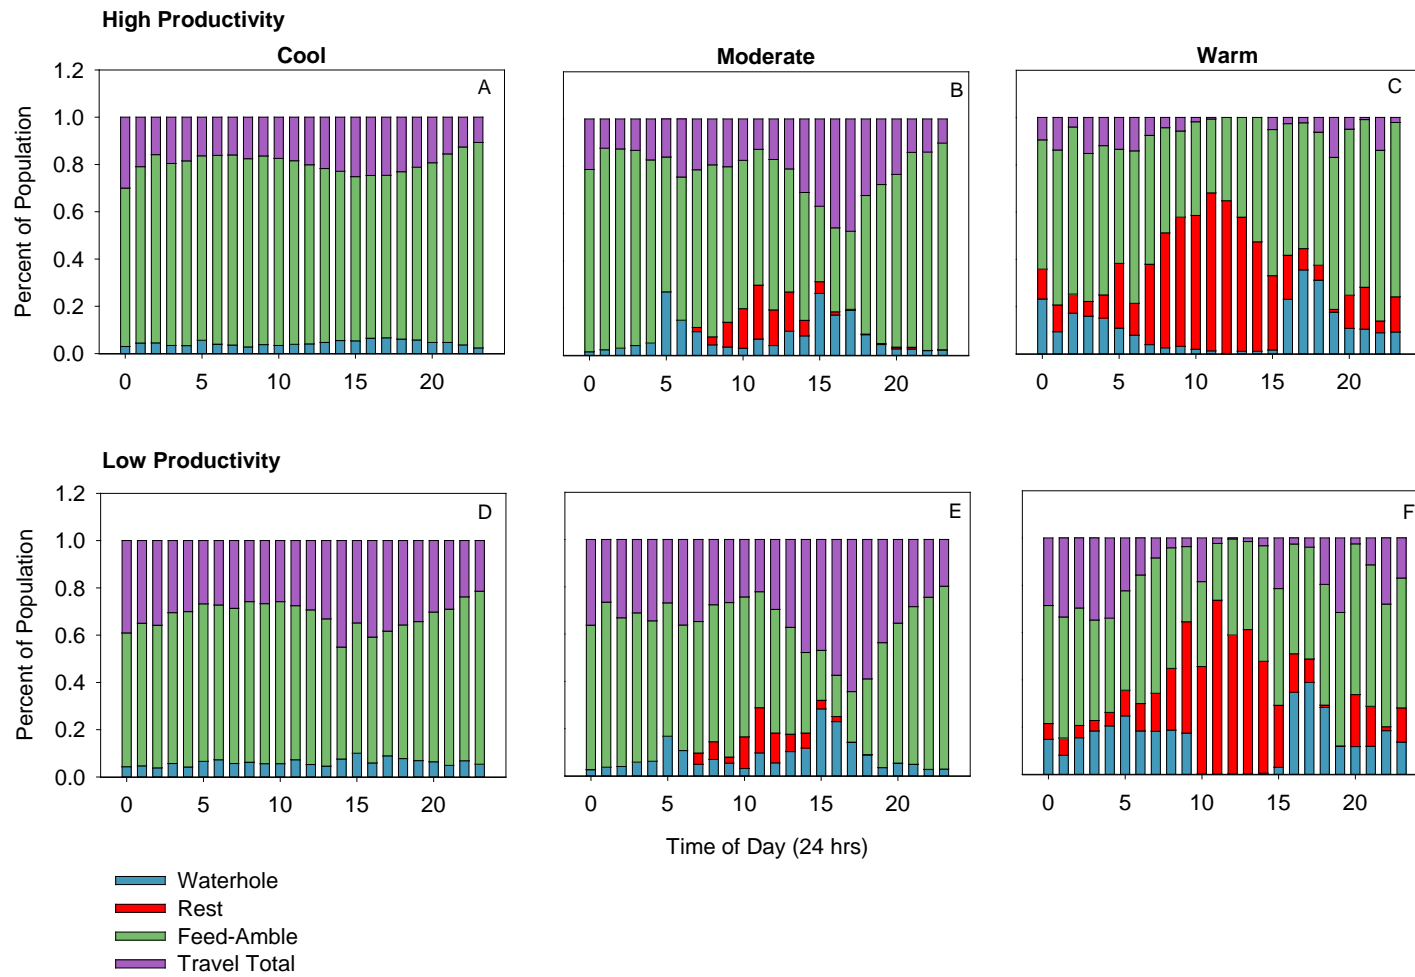 High Productivity
Cool
Moderate
Warm
Percent of Population
1.2
1.0
0.8
0.6
0.4
0.2
0.0
A
B
C
0 5 10 15 20
0 5 10 15 20
0 5 10 15 20
Low Productivity
Percent of Population
1.2
1.0
0.8
0.6
0.4
0.2
0.0
D
E
F
0 5 10 15 20
0 5 10 15 20
0 5 10 15 20
Time of Day (24 hrs)
Waterhole
Rest
Feed-Amble
Travel Total